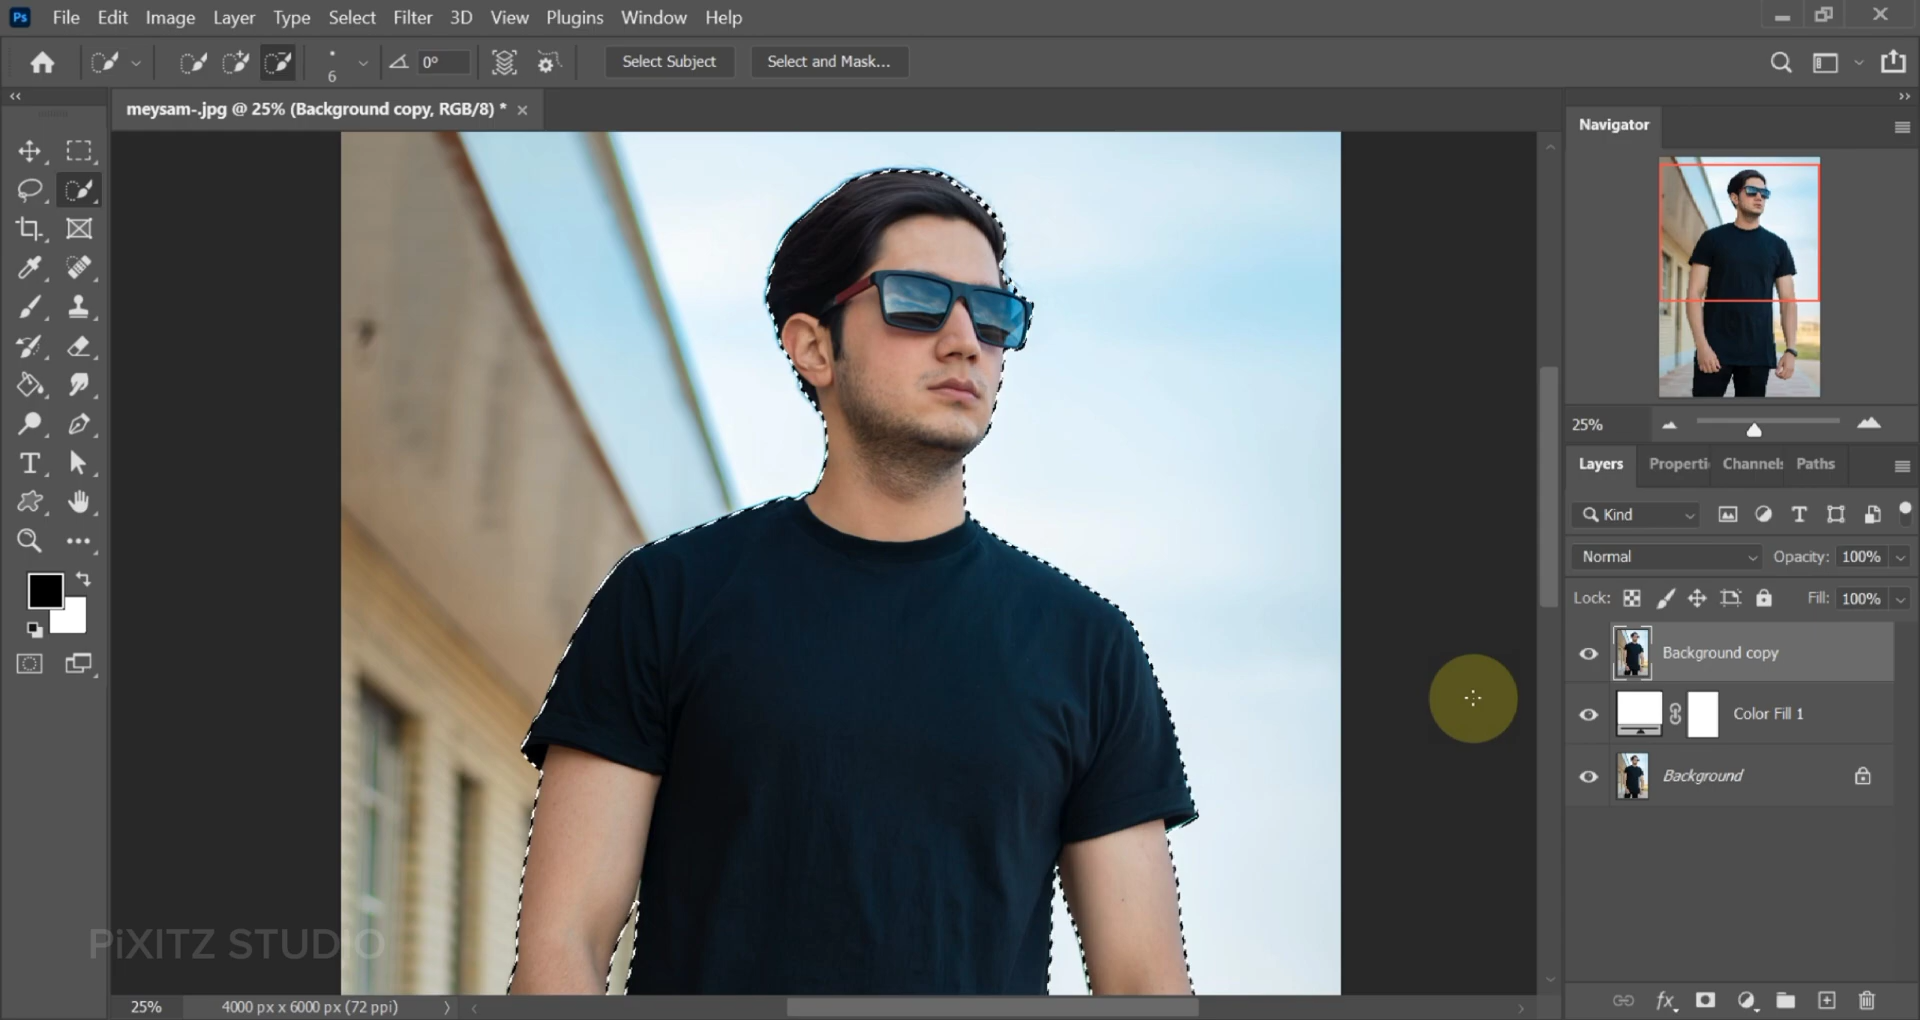 Ps File Edit Image Layer Select Type Filter 3D View Plugins Window Help
6 0° Select Subject Select and Mask...
meysam-.jpg @ 25% (Background copy, RGB/8) *
Navigator
25%
Layers Properti Channels Paths
Kind
Normal Opacity: 100%
Lock: Fill: 100%
Background copy
Color Fill 1
Background
fx
PiXITZ STUDIO
25% 4000 px x 6000 px (72 ppi)